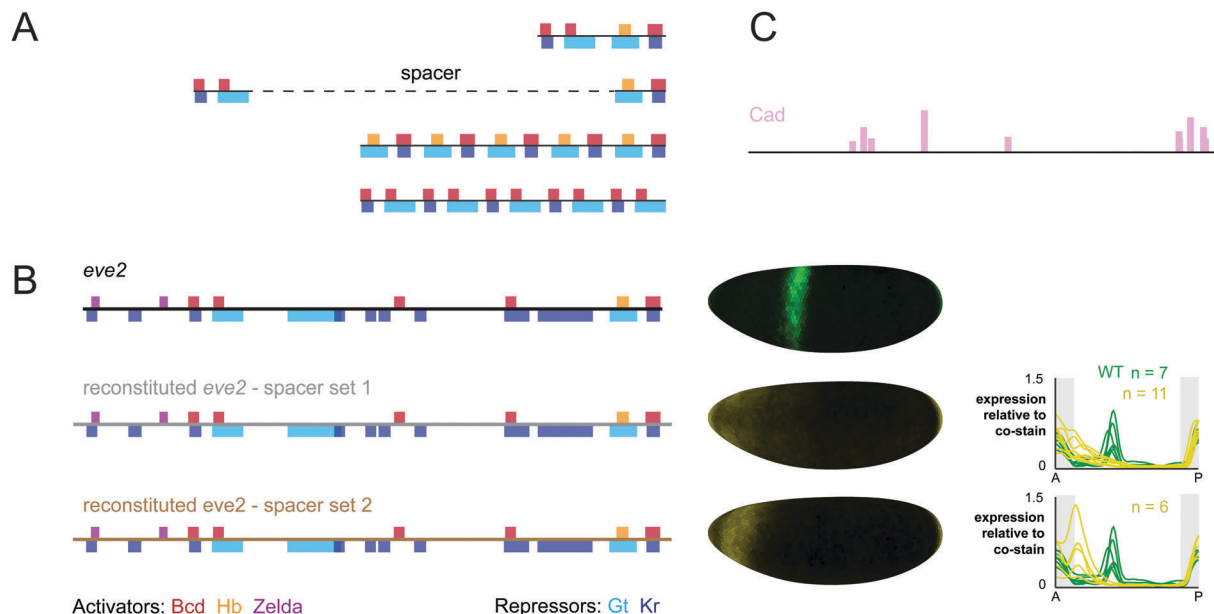 A
C
spacer
Cad
B
eve2
reconstituted eve2 - spacer set 1
WT n = 7
n = 11
1.5
expression
relative to
co-stain
0
A P
reconstituted eve2 - spacer set 2
n = 6
1.5
expression
relative to
co-stain
0
A P
Activators: Bcd Hb Zelda
Repressors: Gt Kr